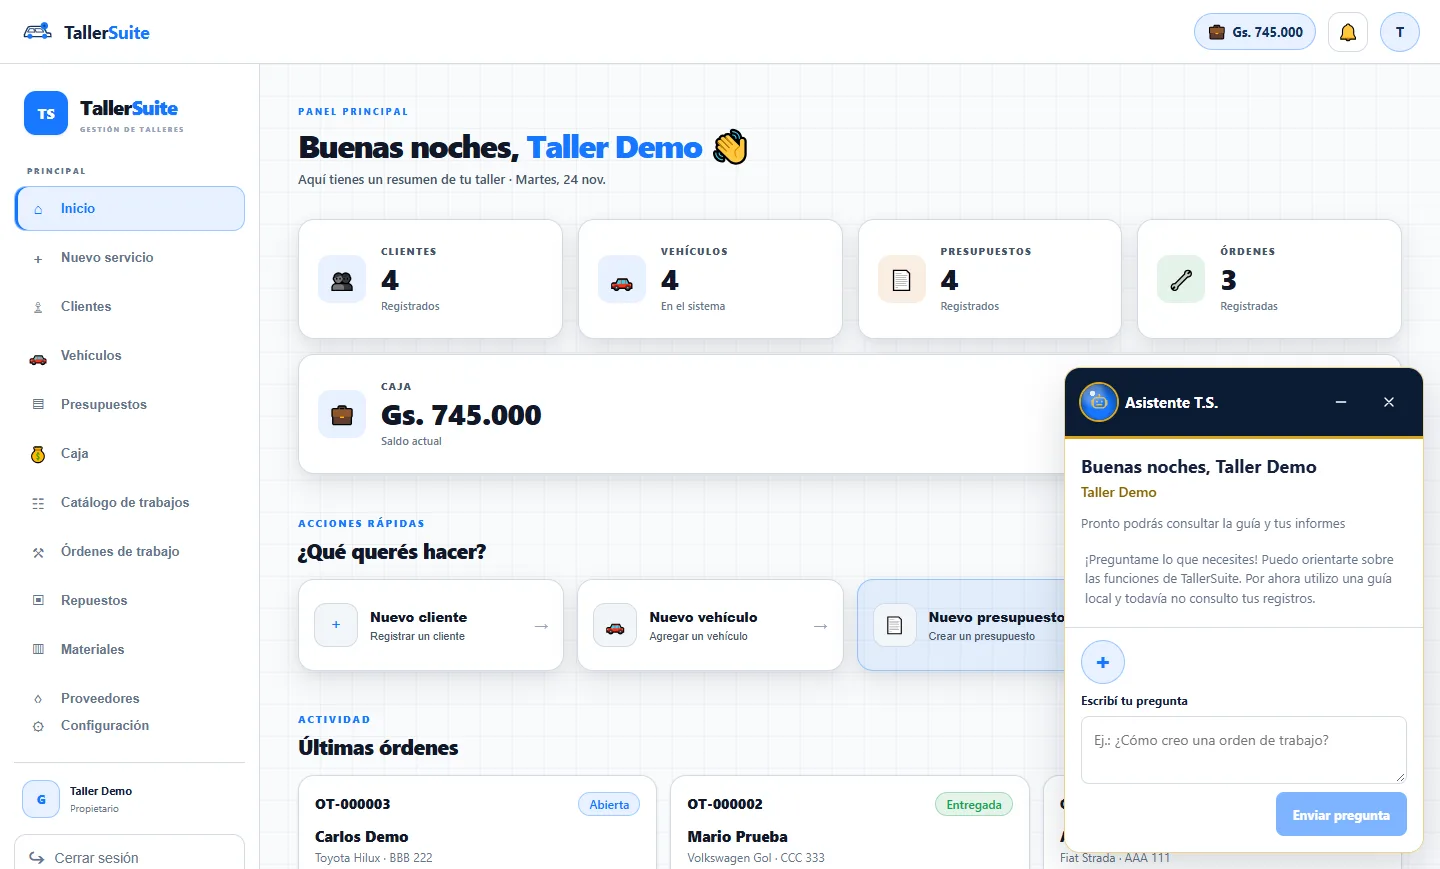 TallerSuite
Gs. 745.000
T
TS
TallerSuite
GESTIÓN DE TALLERES
PRINCIPAL
Inicio
Nuevo servicio
Clientes
Vehículos
Presupuestos
Caja
Catálogo de trabajos
Órdenes de trabajo
Repuestos
Materiales
Proveedores
Configuración
G
Taller Demo
Propietario
Cerrar sesión
PANEL PRINCIPAL
Buenas noches, Taller Demo
Aquí tienes un resumen de tu taller · Martes, 24 nov.
CLIENTES
4
Registrados
VEHÍCULOS
4
En el sistema
PRESUPUESTOS
4
Registrados
ÓRDENES
3
Registradas
CAJA
Gs. 745.000
Saldo actual
ACCIONES RÁPIDAS
¿Qué querés hacer?
Nuevo cliente
Registrar un cliente
Nuevo vehículo
Agregar un vehículo
Nuevo presupuesto
Crear un presupuesto
ACTIVIDAD
Últimas órdenes
OT-000003
Abierta
Carlos Demo
Toyota Hilux · BBB 222
OT-000002
Entregada
Mario Prueba
Volkswagen Gol · CCC 333
Fiat Strada · AAA 111
Asistente T.S.
Buenas noches, Taller Demo
Taller Demo
Pronto podrás consultar la guía y tus informes
¡Preguntame lo que necesites! Puedo orientarte sobre
las funciones de TallerSuite. Por ahora utilizo una guía
local y todavía no consulto tus registros.
Escribí tu pregunta
Ej.: ¿Cómo creo una orden de trabajo?
Enviar pregunta